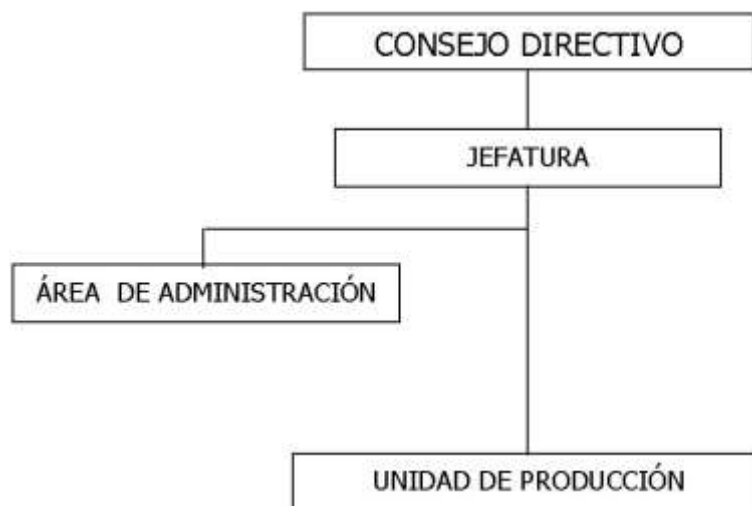 CONSEJO DIRECTIVO
JEFATURA
ÁREA DE ADMINISTRACIÓN
UNIDAD DE PRODUCCIÓN